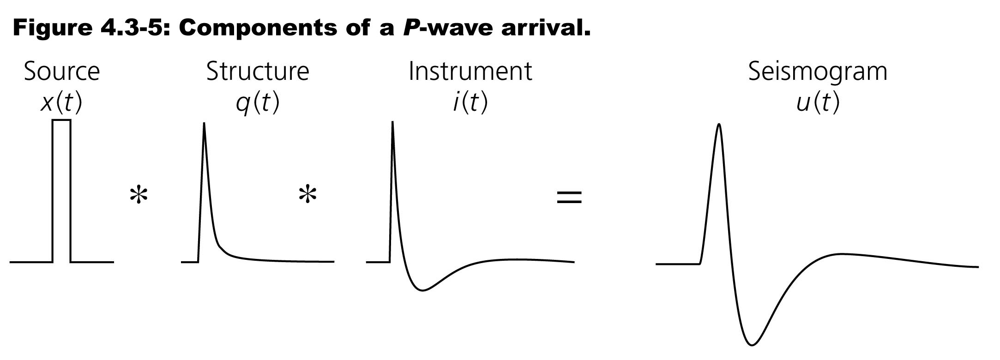 Figure 4.3-5: Components of a P-wave arrival.
Source Structure Instrument Seismogram
x(t) q(t) i(t) u(t)
* * =